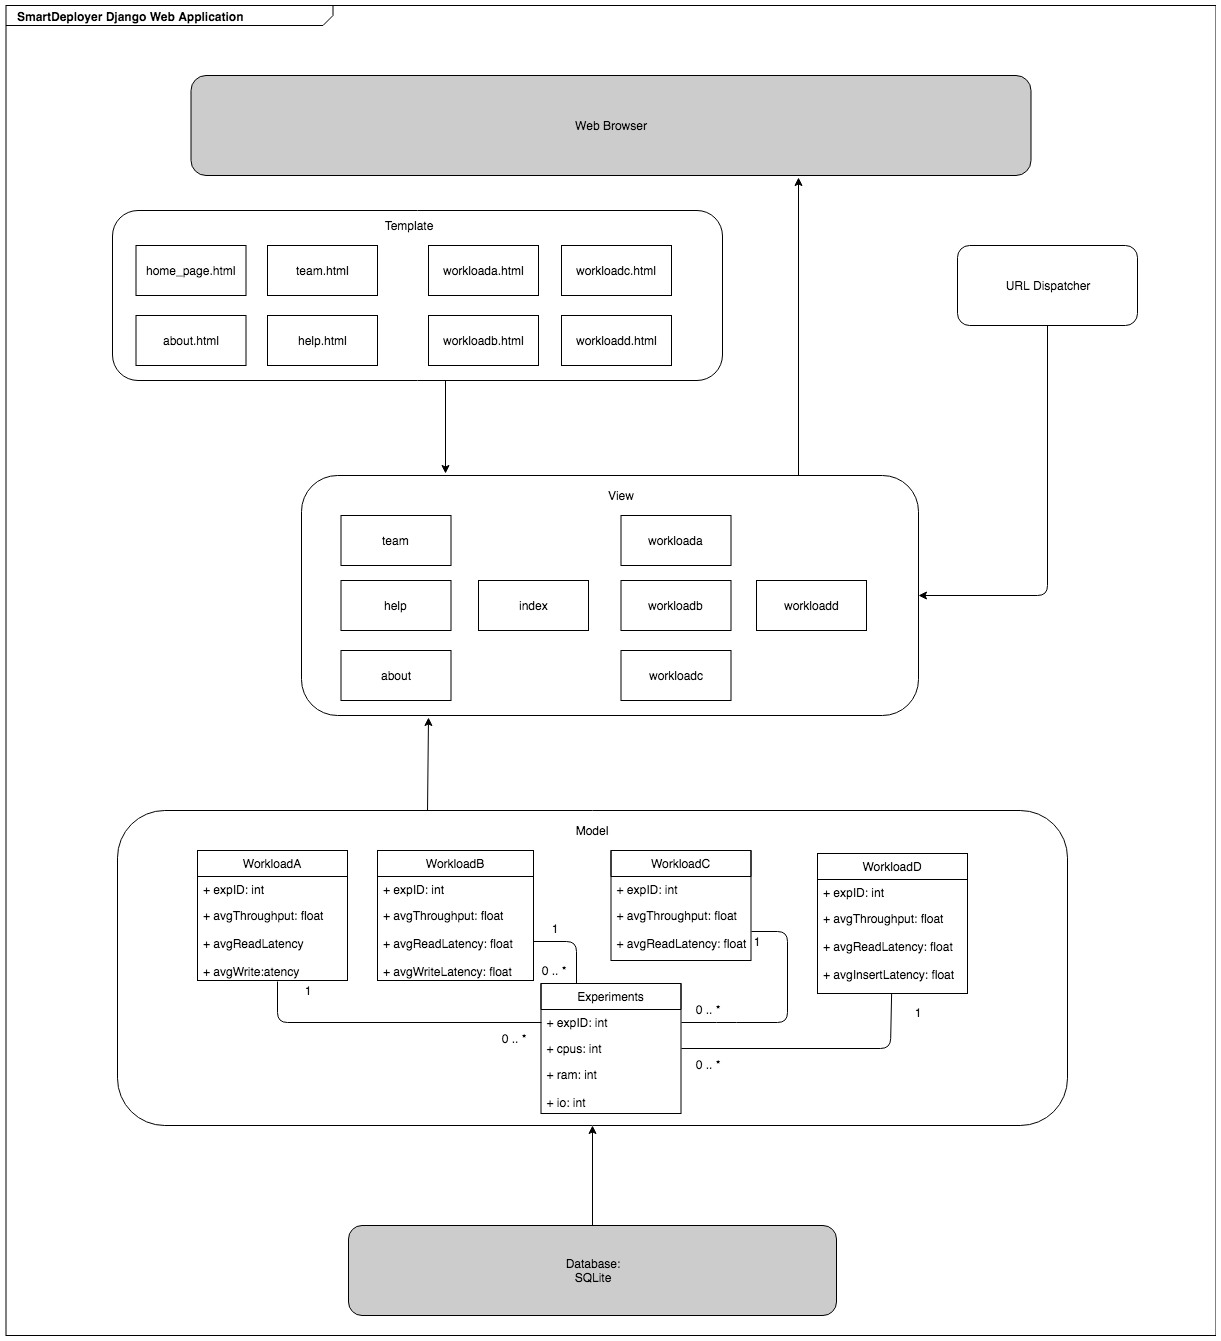 SmartDeployer Django Web Application
Web Browser
Template
home_page.html
team.html
workloada.html
workloadc.html
about.html
help.html
workloadb.html
workloadd.html
URL Dispatcher
View
team
workloada
help
index
workloadb
workloadd
about
workloadc
Model
WorkloadA
+ expID: int
+ avgThroughput: float
+ avgReadLatency
+ avgWrite:atency
1
WorkloadB
+ expID: int
+ avgThroughput: float
+ avgReadLatency: float
+ avgWriteLatency: float
1
0 .. *
WorkloadC
+ expID: int
+ avgThroughput: float
+ avgReadLatency: float
1
WorkloadD
+ expID: int
+ avgThroughput: float
+ avgReadLatency: float
+ avgInsertLatency: float
1
Experiments
+ expID: int
+ cpus: int
+ ram: int
+ io: int
0 .. *
0 .. *
0 .. *
Database:
SQLite